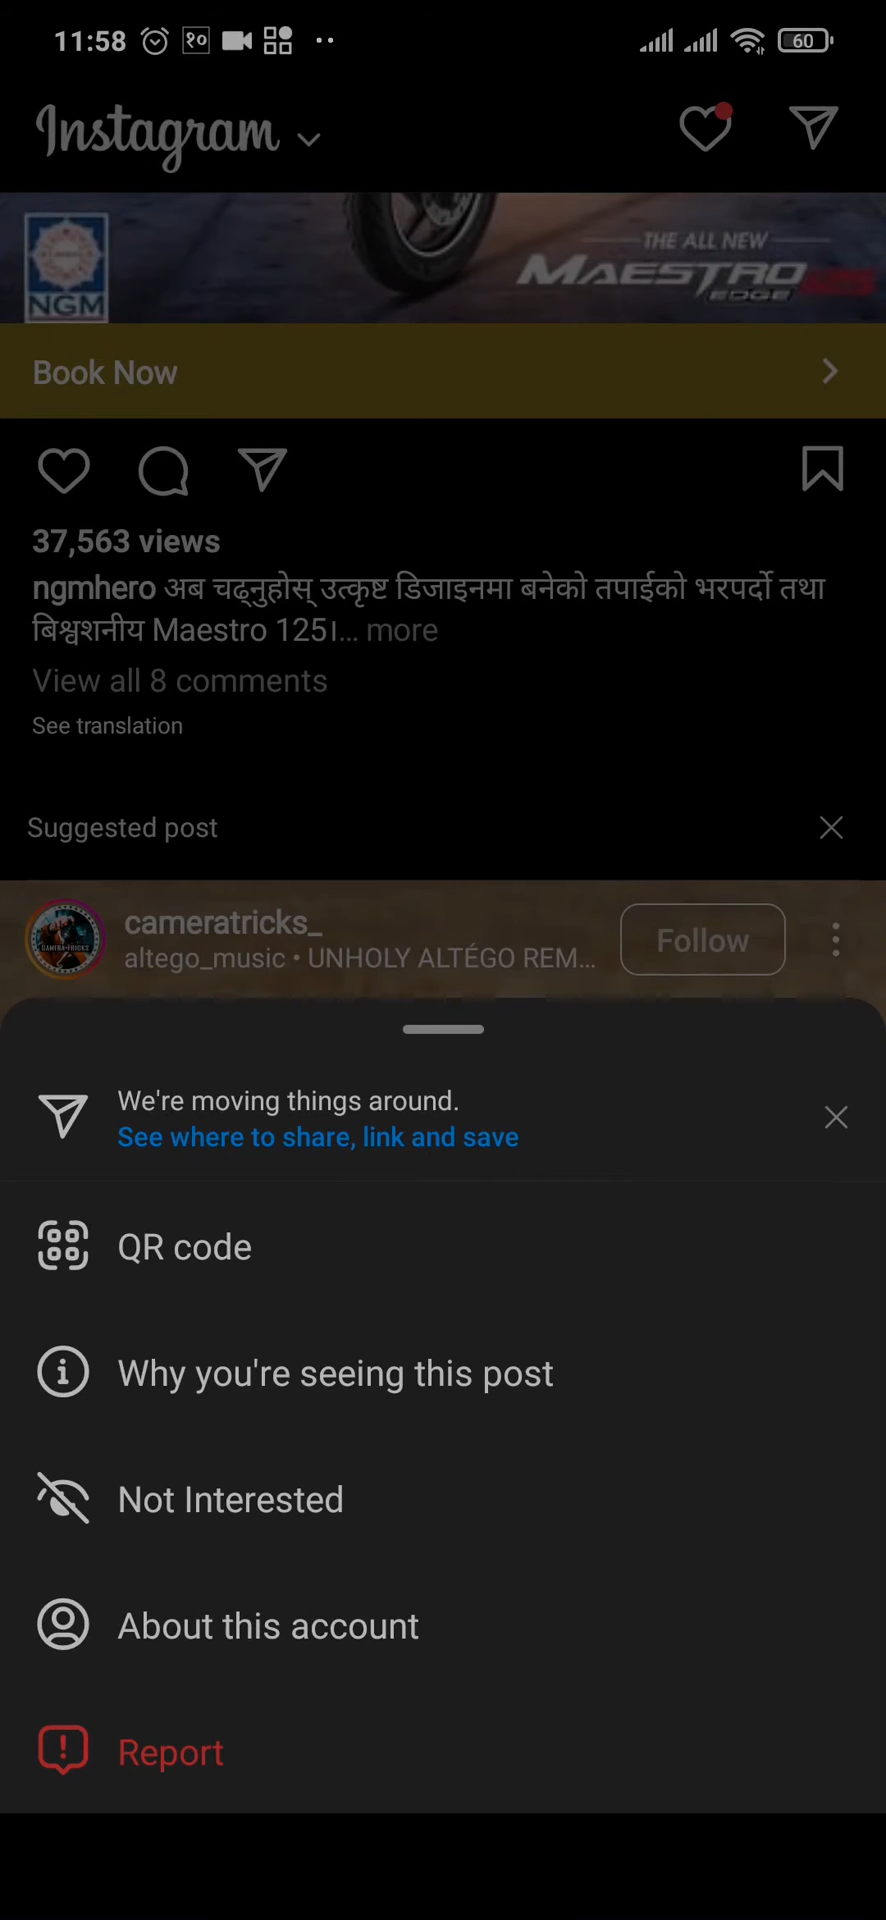 11:58 १० 60
Instagram
NGM
THE ALL NEW
MAESTRO
EDGE
Book Now
37,563 views
ngmhero अब चढ्नुहोस् उत्कृष्ट डिजाइनमा बनेको तपाईको भरपर्दो तथा
बिश्वशनीय Maestro 125।... more
View all 8 comments
See translation
Suggested post
cameratricks_
altego_music • UNHOLY ALTÉGO REM...
Follow
We're moving things around.
See where to share, link and save
QR code
Why you're seeing this post
Not Interested
About this account
Report